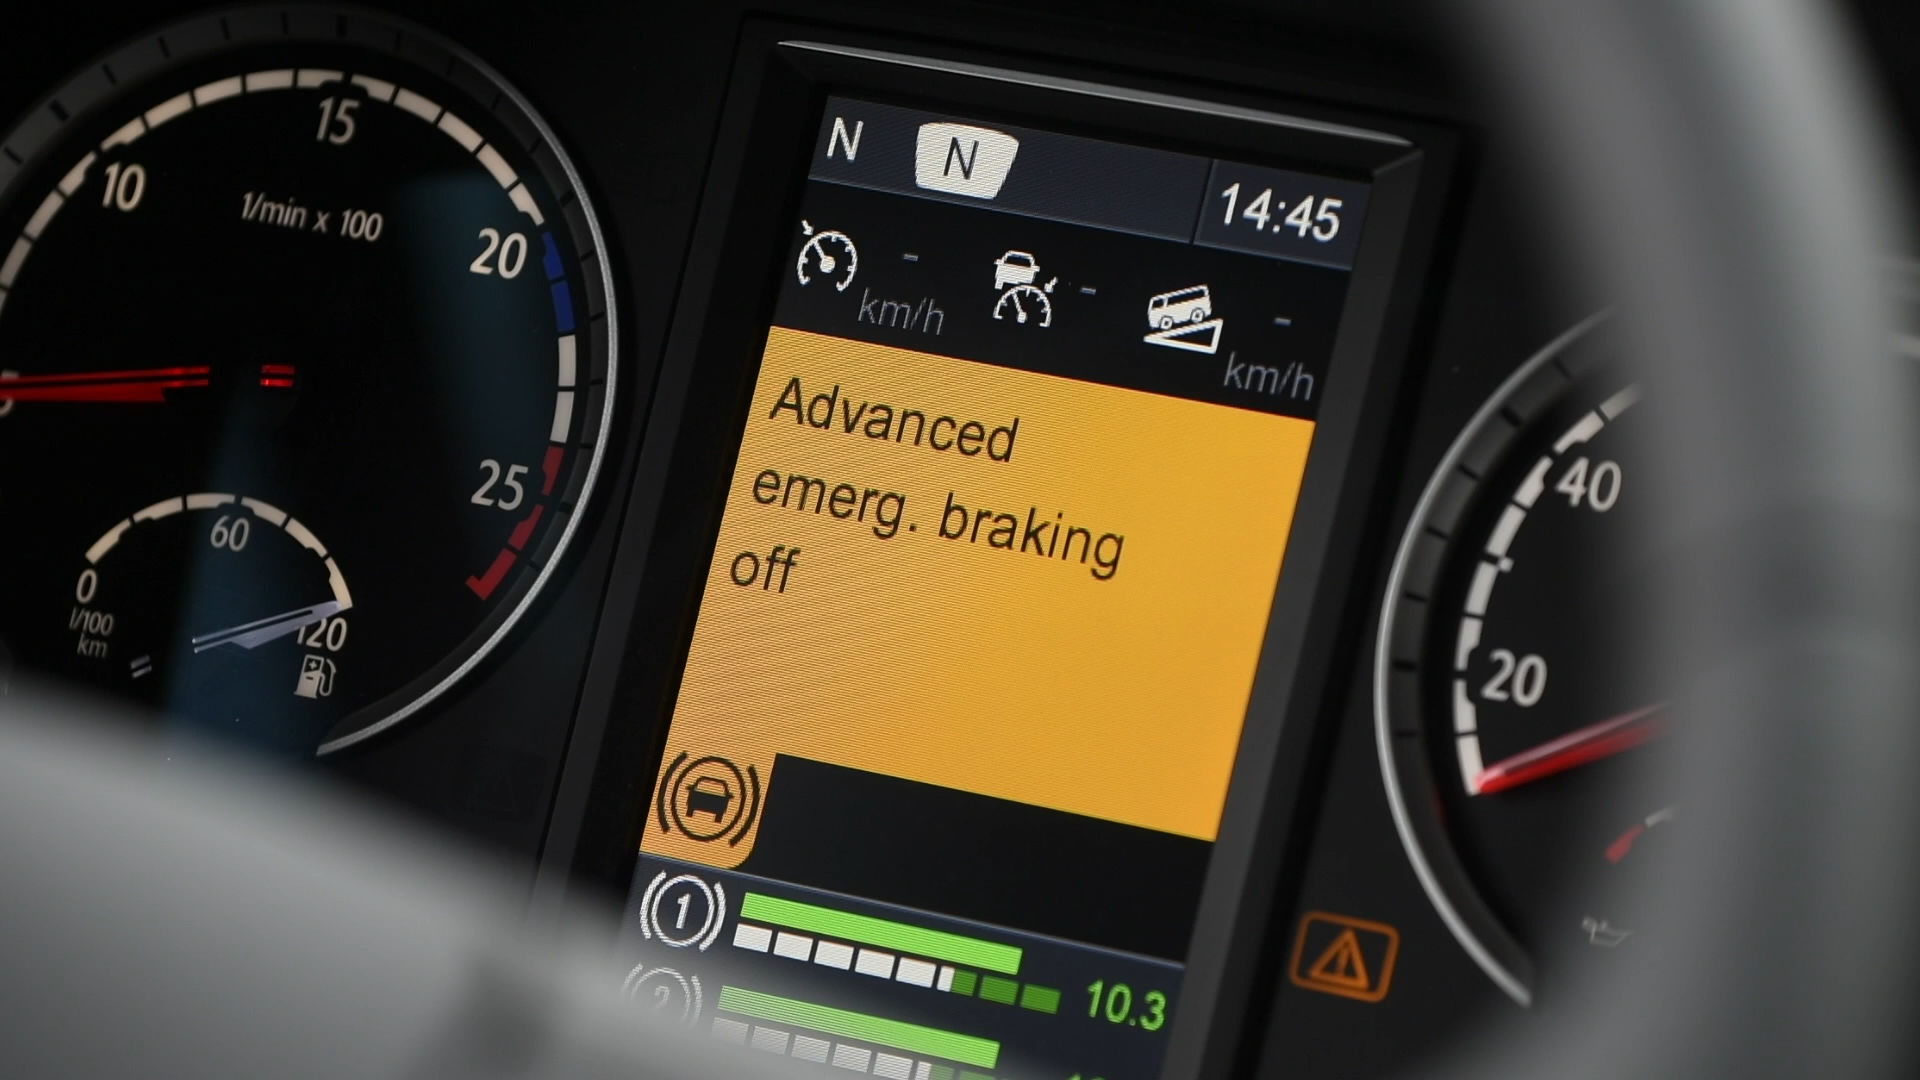 10
15
20
25
1/min x 100
0
60
120
l/100
km
N N 14:45
- - -
km/h km/h
Advanced
emerg. braking
off
1 10.3
2
40
20